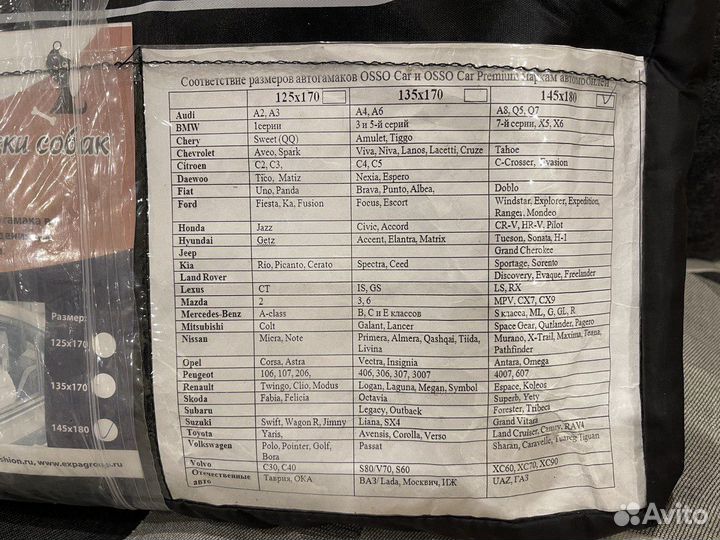 Соответствие размеров автогамаков OSSO Car и OSSO Car Premium маркам автомобилей
125x170 135x170 145x180
Audi A2, A3 A4, A6 A8, Q5, Q7
BMW 1серии 3 и 5-й серий 7-й серии, X5, X6
Chery Sweet (QQ) Amulet, Tiggo
Chevrolet Aveo, Spark Viva, Niva, Lanos, Lacetti, Cruze Tahoe
Citroen C2, C3, C4, C5 C-Crosser, Evasion
Daewoo Tico, Matiz Nexia, Espero
Fiat Uno, Panda Brava, Punto, Albea, Doblo
Ford Fiesta, Ka, Fusion Focus, Escort Windstar, Explorer, Expedition,
Ranger, Mondeo
Honda Jazz Civic, Accord CR-V, HR-V, Pilot
Hyundai Getz Accent, Elantra, Matrix Tucson, Sonata, H-1
Jeep Grand Cherokee
Kia Rio, Picanto, Cerato Spectra, Ceed Sportage, Sorento
Land Rover Discovery, Evaque, Freelander
Lexus CT IS, GS LS, RX
Mazda 2 3, 6 MPV, CX7, CX9
Mercedes-Benz A-class B, C и E классов S класса, ML, G, GL, R
Mitsubishi Colt Galant, Lancer Space Gear, Outlander, Pagero
Nissan Micra, Note Primera, Almera, Qashqai, Tiida, Murano, X-Trail, Maxima, Teana,
Livina Pathfinder
Opel Corsa, Astra Vectra, Insignia Antara, Omega
Peugeot 106, 107, 206, 406, 306, 307, 3007 4007, 607
Renault Twingo, Clio, Modus Logan, Laguna, Megan, Symbol Espace, Koleos
Skoda Fabia, Felicia Octavia Superb, Yety
Subaru Legacy, Outback Forester, Tribeca
Suzuki Swift, Wagon R, Jimny Liana, SX4 Grand Vitara
Toyota Yaris, Avensis, Corolla, Verso Land Cruiser, Camry, RAV4
Volkswagen Polo, Pointer, Golf, Passat Sharan, Caravelle, Tuareg Tiguan
Bora
Volvo C30, C40 S80/V70, S60 XC60, XC70, XC90
Отечественные Таврия, ОКА ВАЗ/ Lada, Москвич, ИЖ UAZ, ГАЗ
авто
ки собак
гамака в
Размер:
125x170
135x170
145x180
shion.ru, www.expagroup.ru
Avito